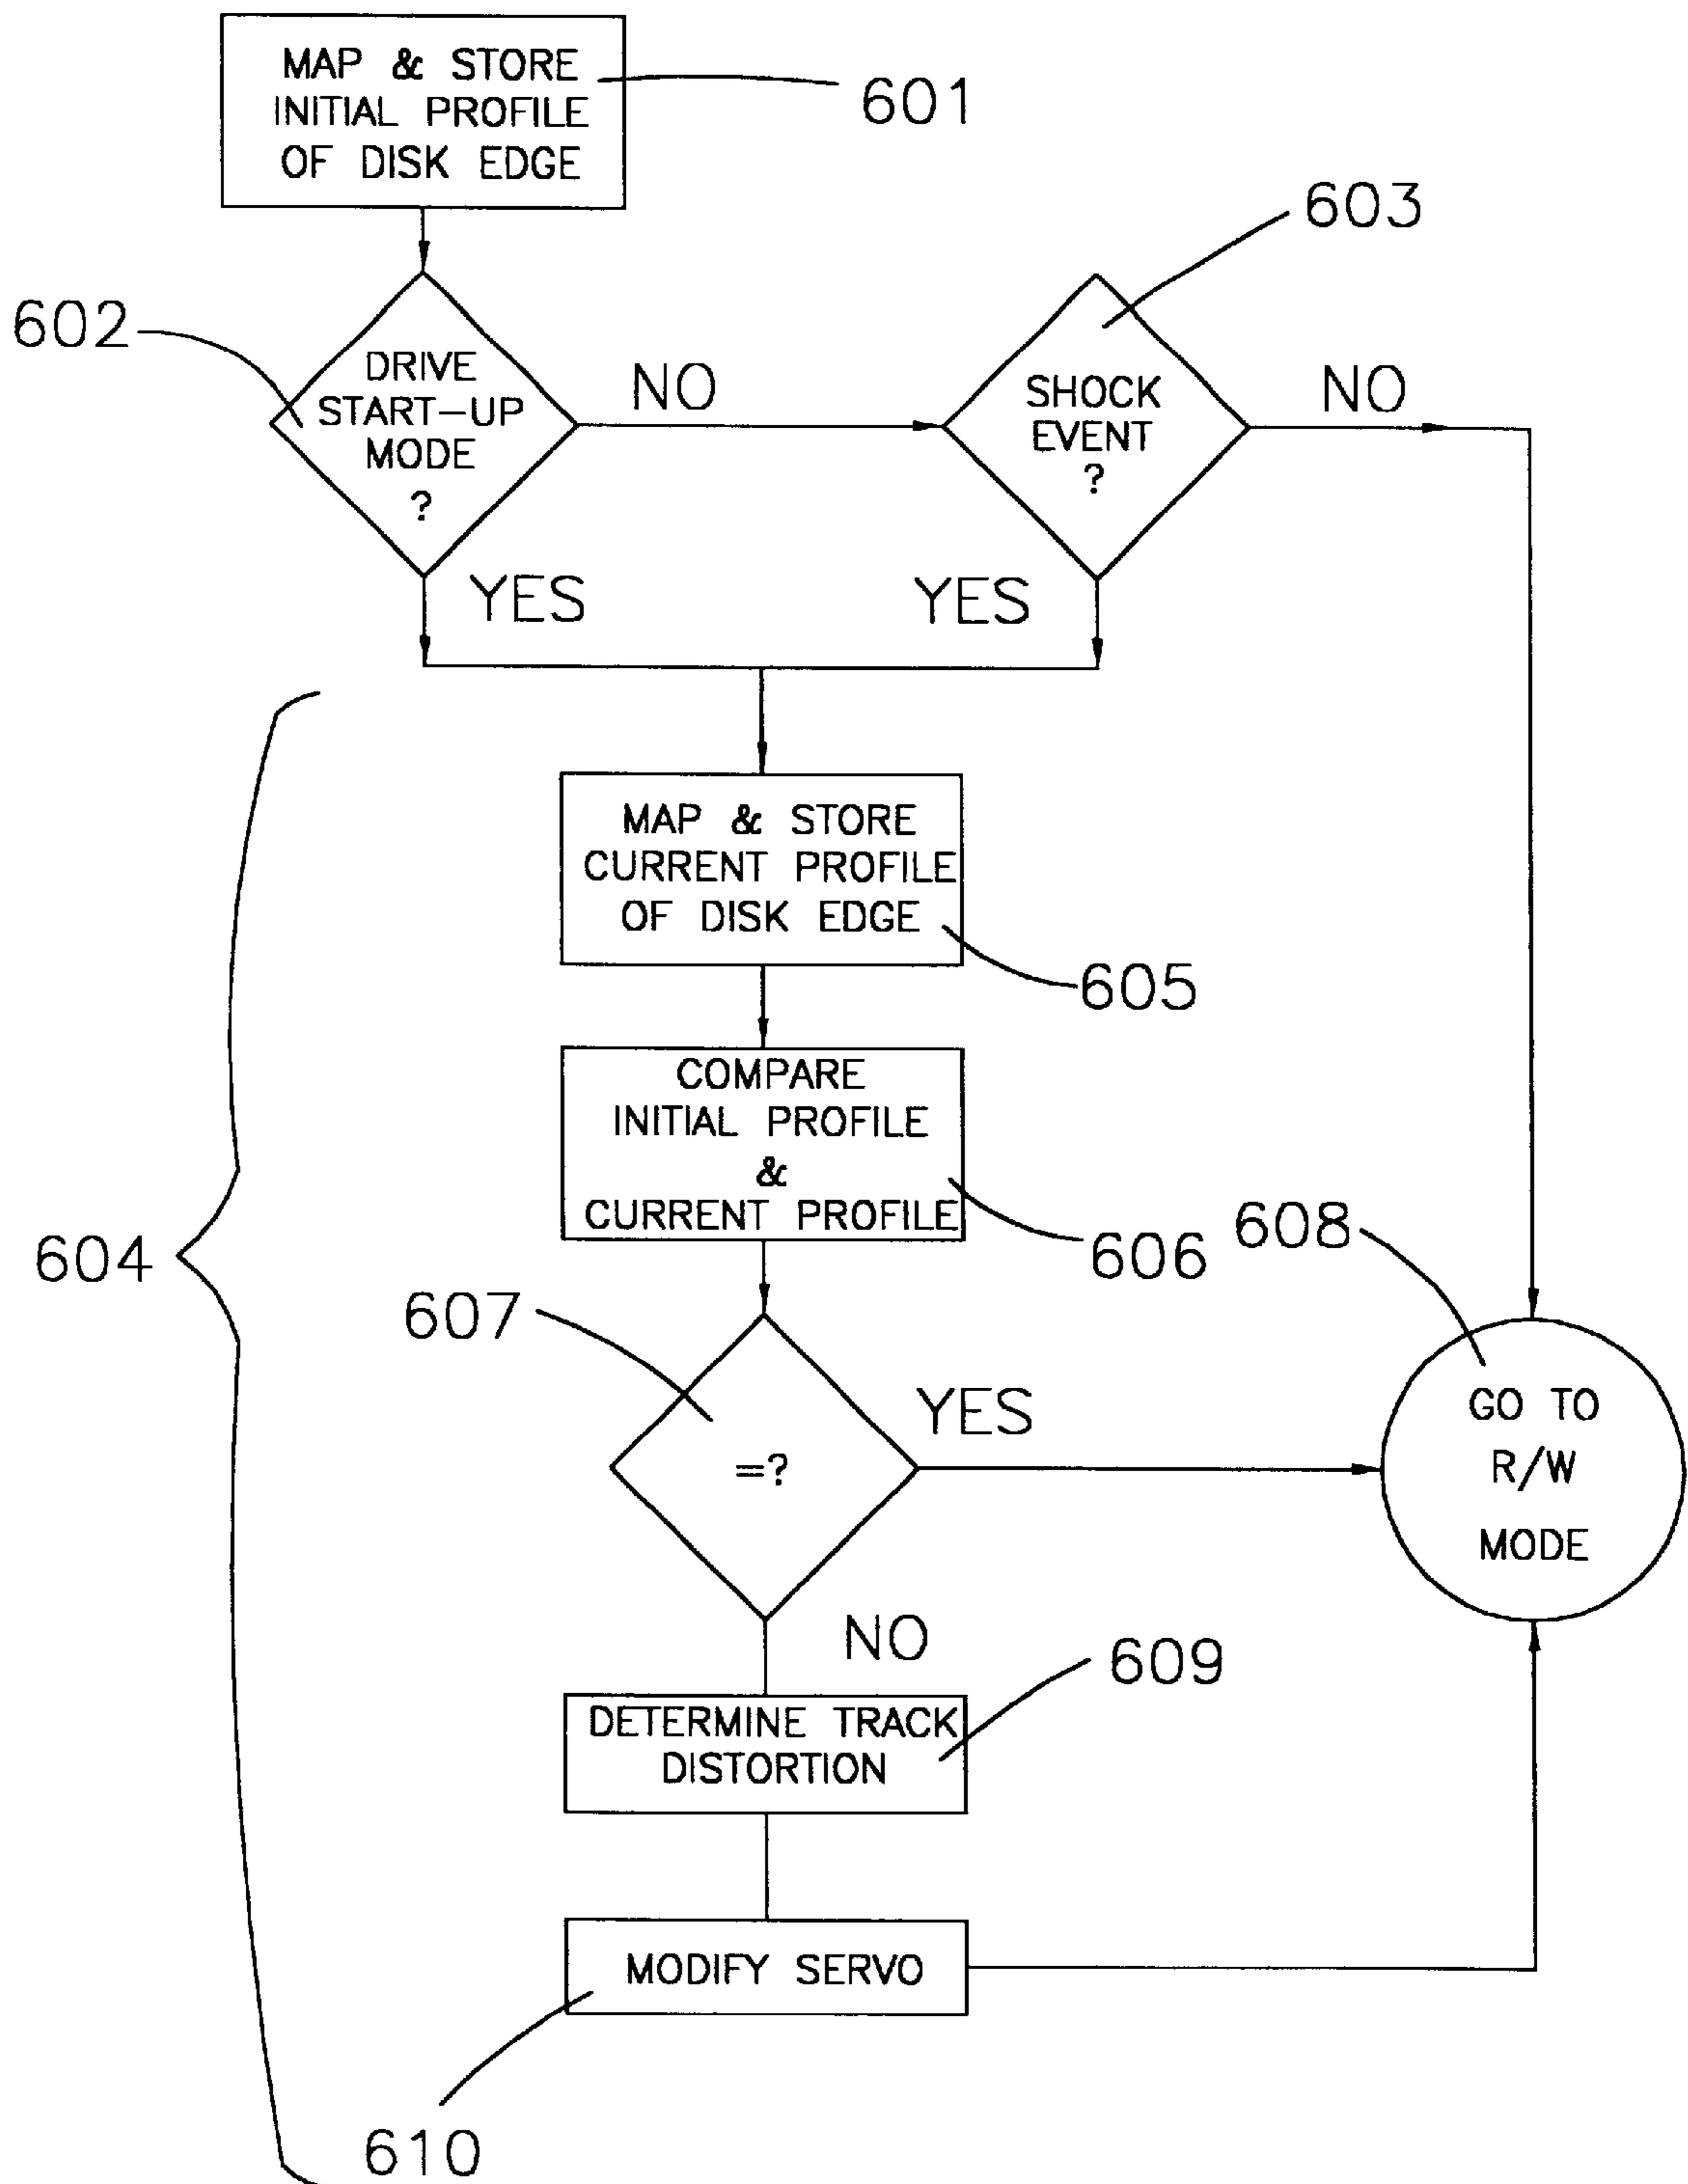 MAP & STORE
INITIAL PROFILE
OF DISK EDGE
601
603
602
DRIVE
START-UP
MODE
?
NO
SHOCK
EVENT
?
NO
YES
YES
MAP & STORE
CURRENT PROFILE
OF DISK EDGE
605
COMPARE
INITIAL PROFILE
&
CURRENT PROFILE
606
608
604
607
=?
YES
GO TO
R/W
MODE
NO
609
DETERMINE TRACK
DISTORTION
MODIFY SERVO
610